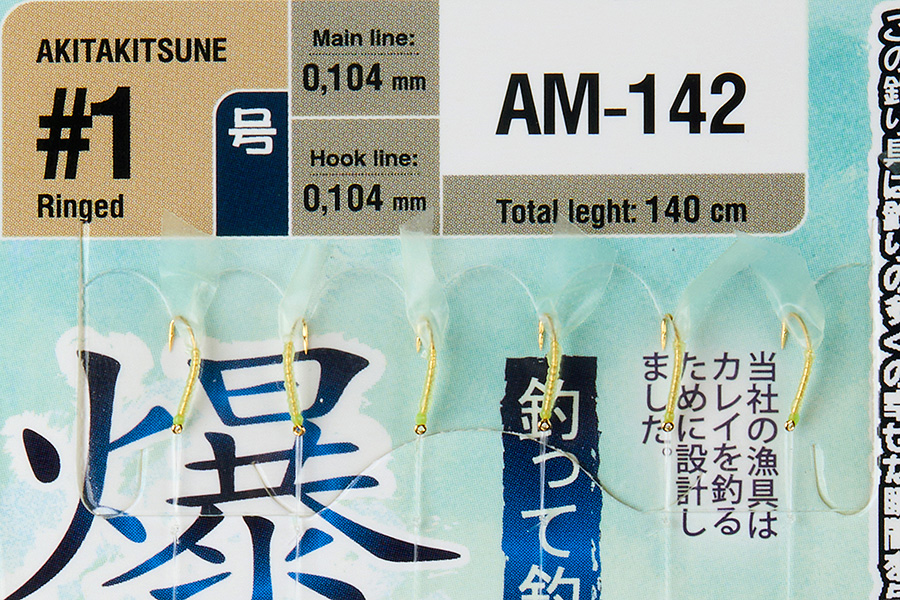 AKITAKITSUNE
#1
Ringed
号
Main line:
0,104 mm
Hook line:
0,104 mm
AM-142
Total leght: 140 cm
爆
釣って釣
当社の漁具は
カレイを釣る
ために設計し
ました。